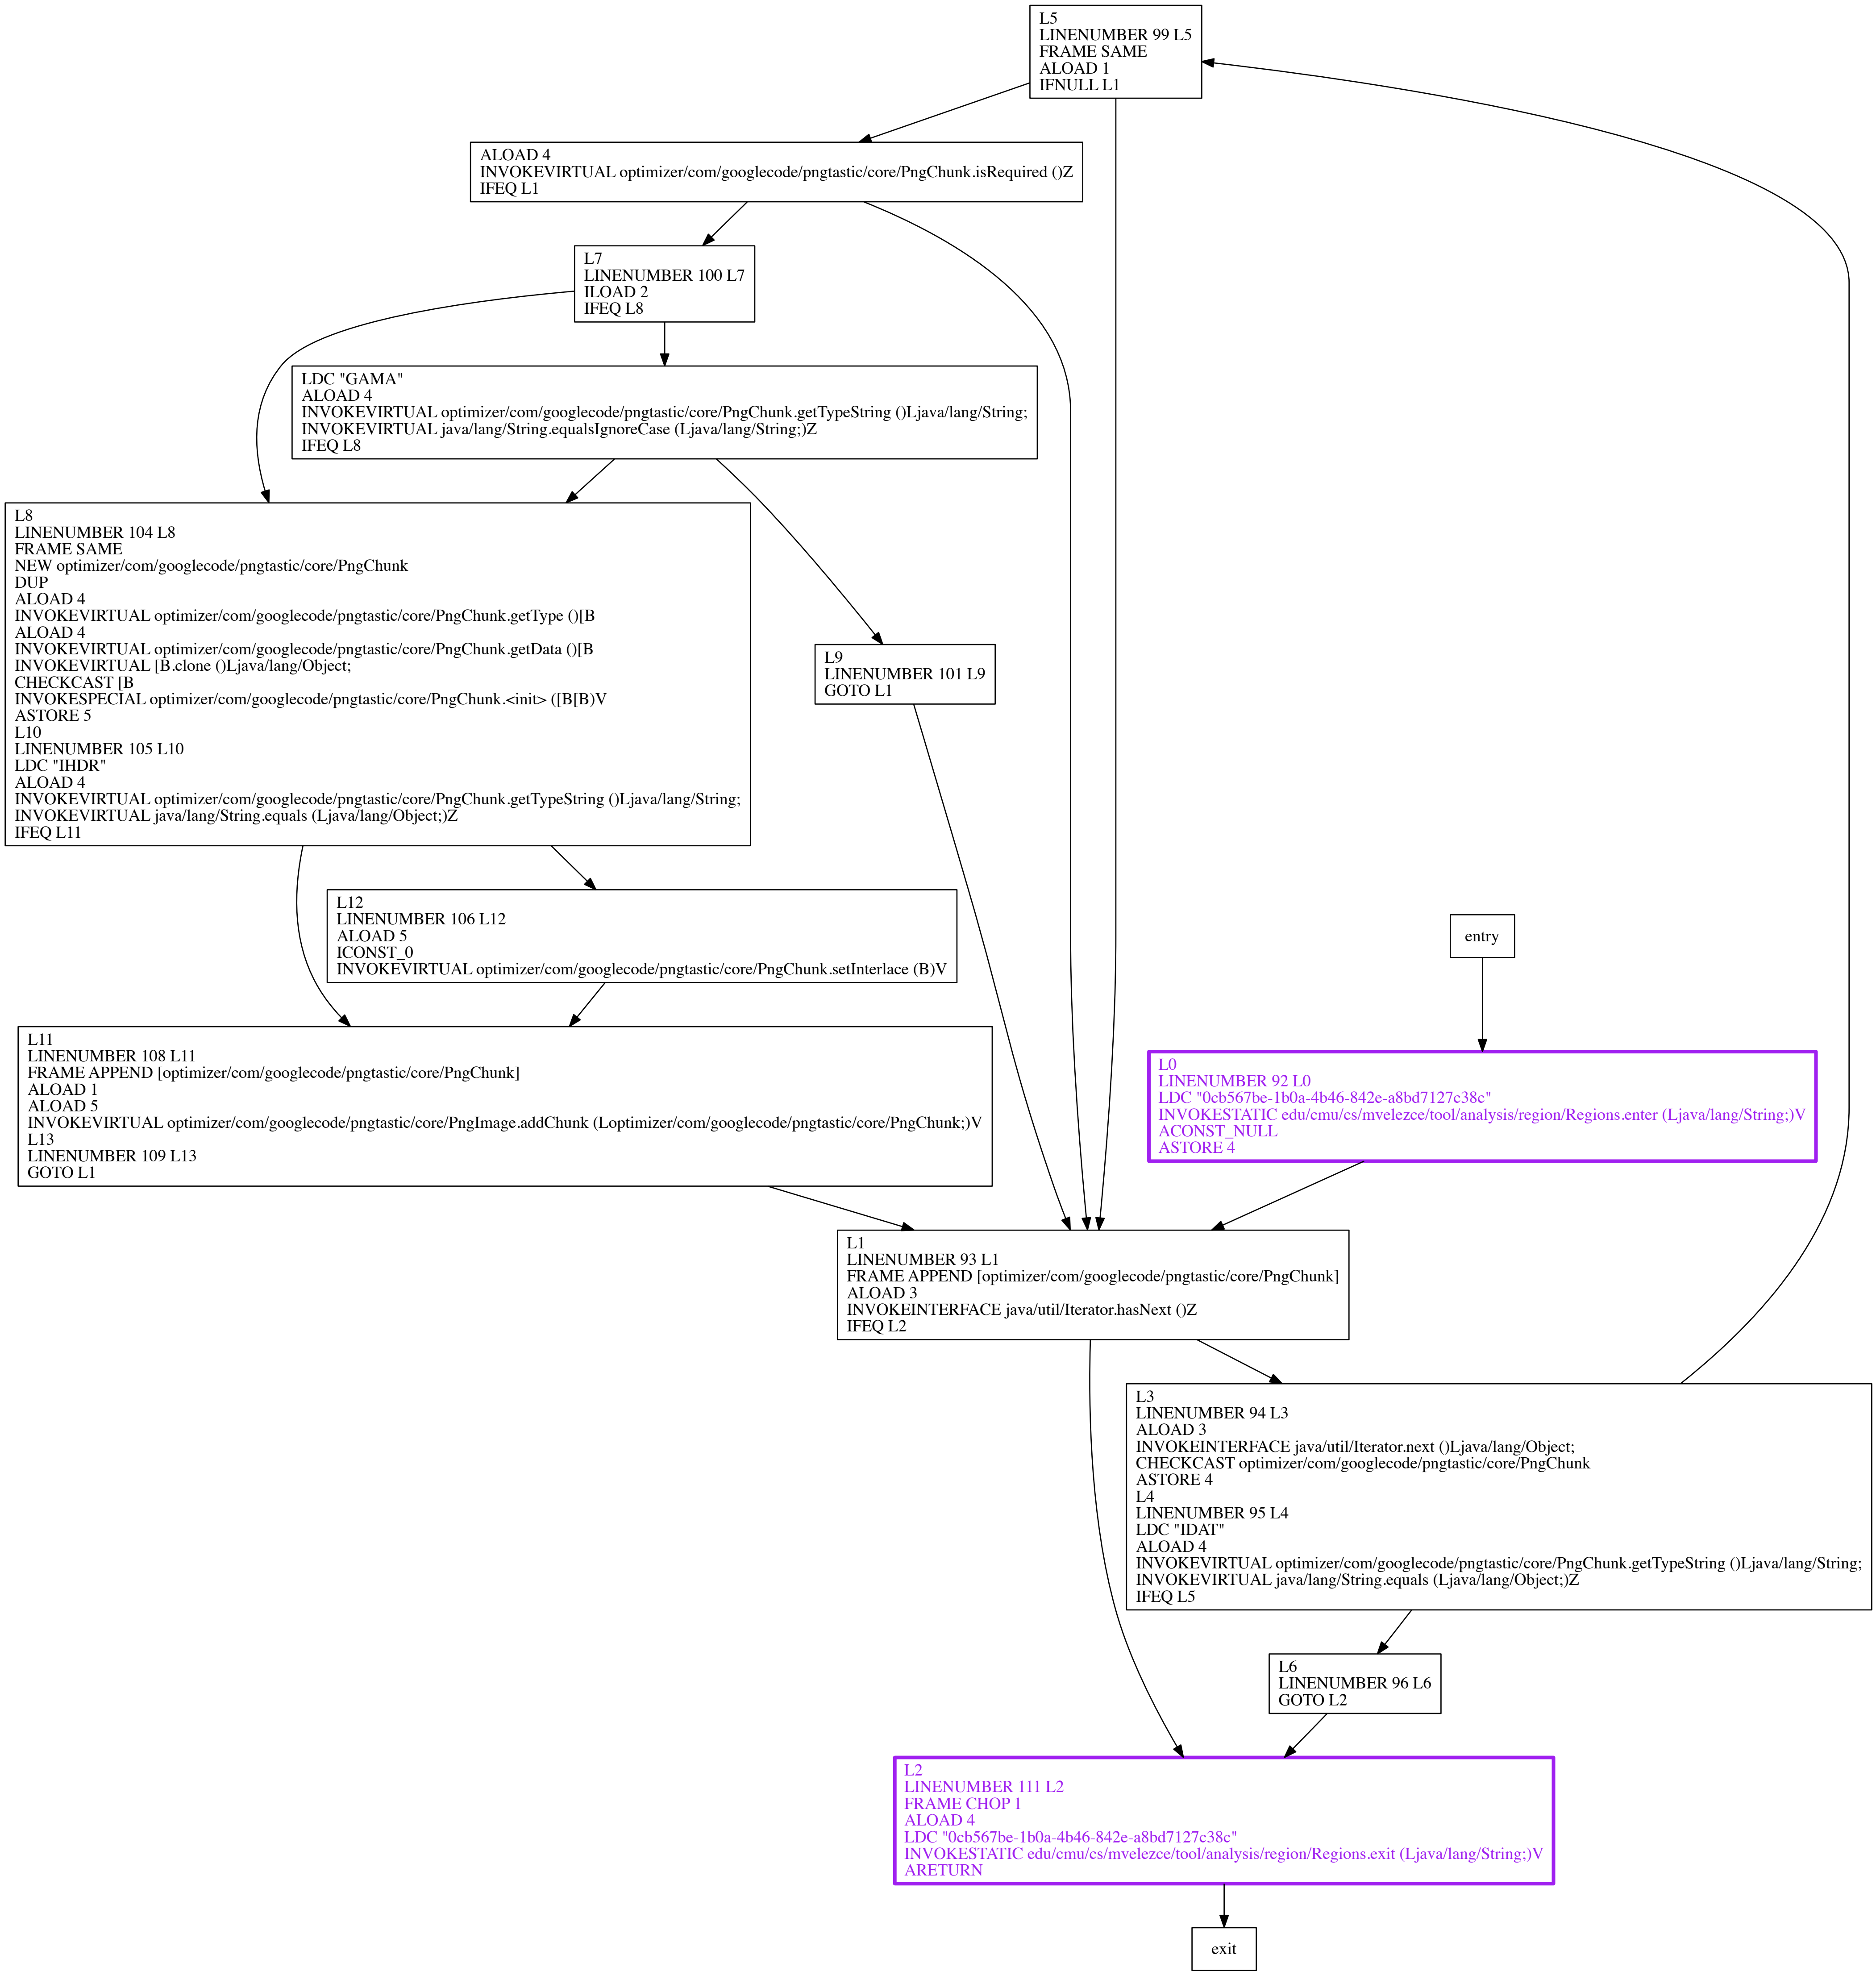 L5
LINENUMBER 99 L5
FRAME SAME
ALOAD 1
IFNULL L1
ALOAD 4
INVOKEVIRTUAL optimizer/com/googlecode/pngtastic/core/PngChunk.isRequired ()Z
IFEQ L1
L7
LINENUMBER 100 L7
ILOAD 2
IFEQ L8
LDC "GAMA"
ALOAD 4
INVOKEVIRTUAL optimizer/com/googlecode/pngtastic/core/PngChunk.getTypeString ()Ljava/lang/String;
INVOKEVIRTUAL java/lang/String.equalsIgnoreCase (Ljava/lang/String;)Z
IFEQ L8
L8
LINENUMBER 104 L8
FRAME SAME
NEW optimizer/com/googlecode/pngtastic/core/PngChunk
DUP
ALOAD 4
INVOKEVIRTUAL optimizer/com/googlecode/pngtastic/core/PngChunk.getType ()[B
ALOAD 4
INVOKEVIRTUAL optimizer/com/googlecode/pngtastic/core/PngChunk.getData ()[B
INVOKEVIRTUAL [B.clone ()Ljava/lang/Object;
CHECKCAST [B
INVOKESPECIAL optimizer/com/googlecode/pngtastic/core/PngChunk.<init> ([B[B)V
ASTORE 5
L10
LINENUMBER 105 L10
LDC "IHDR"
ALOAD 4
INVOKEVIRTUAL optimizer/com/googlecode/pngtastic/core/PngChunk.getTypeString ()Ljava/lang/String;
INVOKEVIRTUAL java/lang/String.equals (Ljava/lang/Object;)Z
IFEQ L11
L9
LINENUMBER 101 L9
GOTO L1
L12
LINENUMBER 106 L12
ALOAD 5
ICONST_0
INVOKEVIRTUAL optimizer/com/googlecode/pngtastic/core/PngChunk.setInterlace (B)V
entry
L11
LINENUMBER 108 L11
FRAME APPEND [optimizer/com/googlecode/pngtastic/core/PngChunk]
ALOAD 1
ALOAD 5
INVOKEVIRTUAL optimizer/com/googlecode/pngtastic/core/PngImage.addChunk (Loptimizer/com/googlecode/pngtastic/core/PngChunk;)V
L13
LINENUMBER 109 L13
GOTO L1
L0
LINENUMBER 92 L0
LDC "0cb567be-1b0a-4b46-842e-a8bd7127c38c"
INVOKESTATIC edu/cmu/cs/mvelezce/tool/analysis/region/Regions.enter (Ljava/lang/String;)V
ACONST_NULL
ASTORE 4
L1
LINENUMBER 93 L1
FRAME APPEND [optimizer/com/googlecode/pngtastic/core/PngChunk]
ALOAD 3
INVOKEINTERFACE java/util/Iterator.hasNext ()Z
IFEQ L2
L3
LINENUMBER 94 L3
ALOAD 3
INVOKEINTERFACE java/util/Iterator.next ()Ljava/lang/Object;
CHECKCAST optimizer/com/googlecode/pngtastic/core/PngChunk
ASTORE 4
L4
LINENUMBER 95 L4
LDC "IDAT"
ALOAD 4
INVOKEVIRTUAL optimizer/com/googlecode/pngtastic/core/PngChunk.getTypeString ()Ljava/lang/String;
INVOKEVIRTUAL java/lang/String.equals (Ljava/lang/Object;)Z
IFEQ L5
L6
LINENUMBER 96 L6
GOTO L2
L2
LINENUMBER 111 L2
FRAME CHOP 1
ALOAD 4
LDC "0cb567be-1b0a-4b46-842e-a8bd7127c38c"
INVOKESTATIC edu/cmu/cs/mvelezce/tool/analysis/region/Regions.exit (Ljava/lang/String;)V
ARETURN
exit